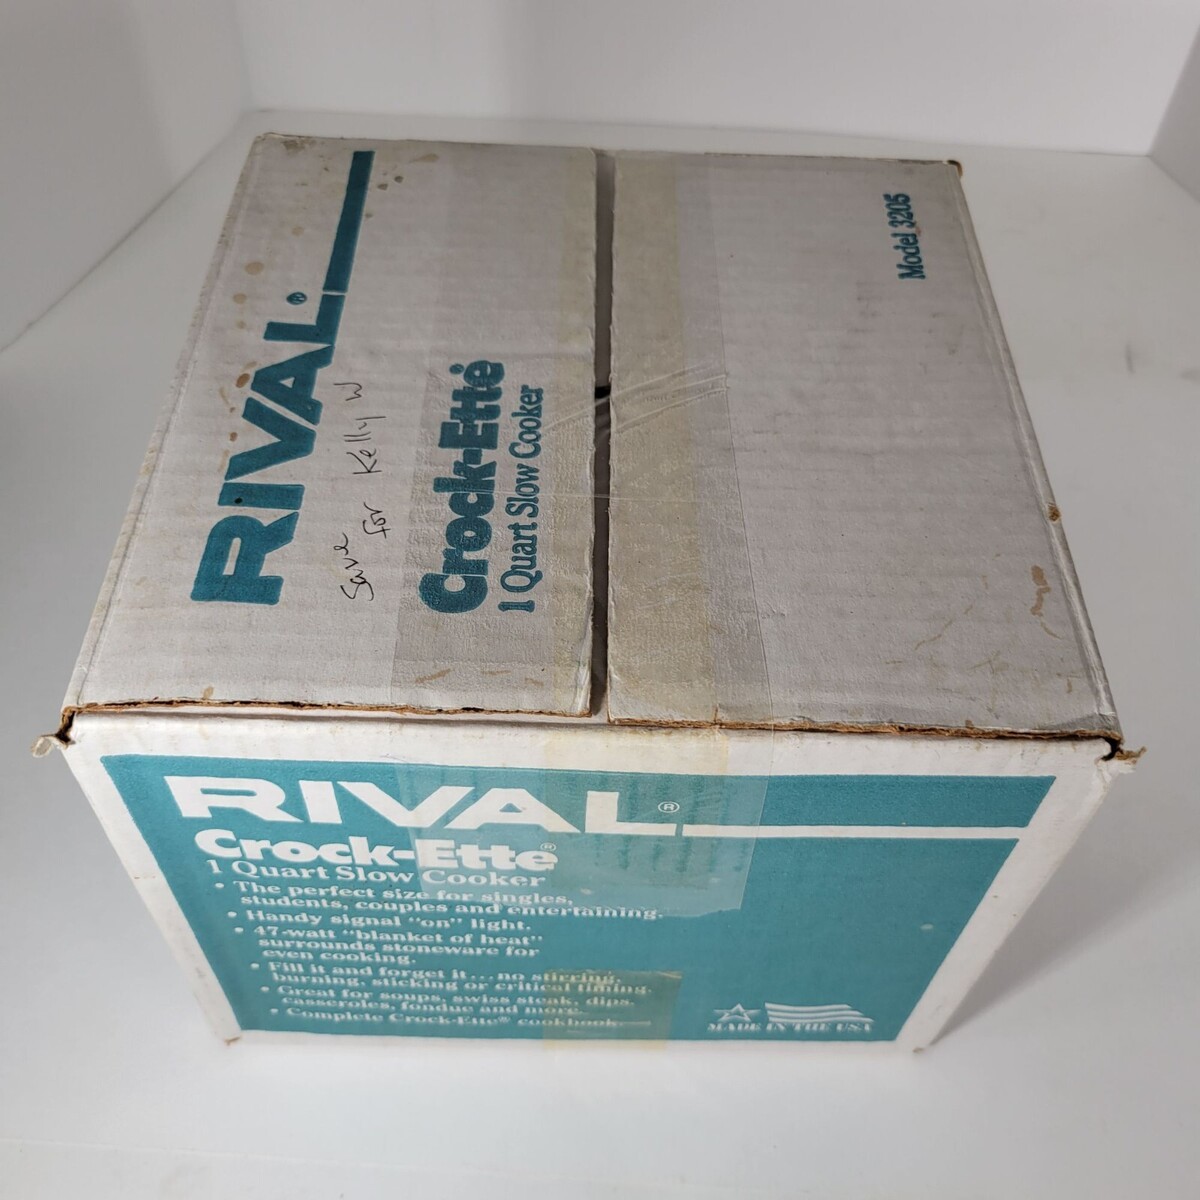 RIVAL®
Save
for Kelly W
Crock-Ette
1 Quart Slow Cooker
Model 3205
RIVAL®
Crock-Ette®
1 Quart Slow Cooker
• The perfect size for singles,
students, couples and entertaining.
• Handy signal "on" light.
• 47-watt "blanket of heat"
surrounds stoneware for
even cooking.
• Fill it and forget it ... no stirring,
burning, sticking or critical timing.
• Great for soups, swiss steak, dips,
casseroles, fondue and more.
• Complete Crock-Ette® cookbook
MADE IN THE USA